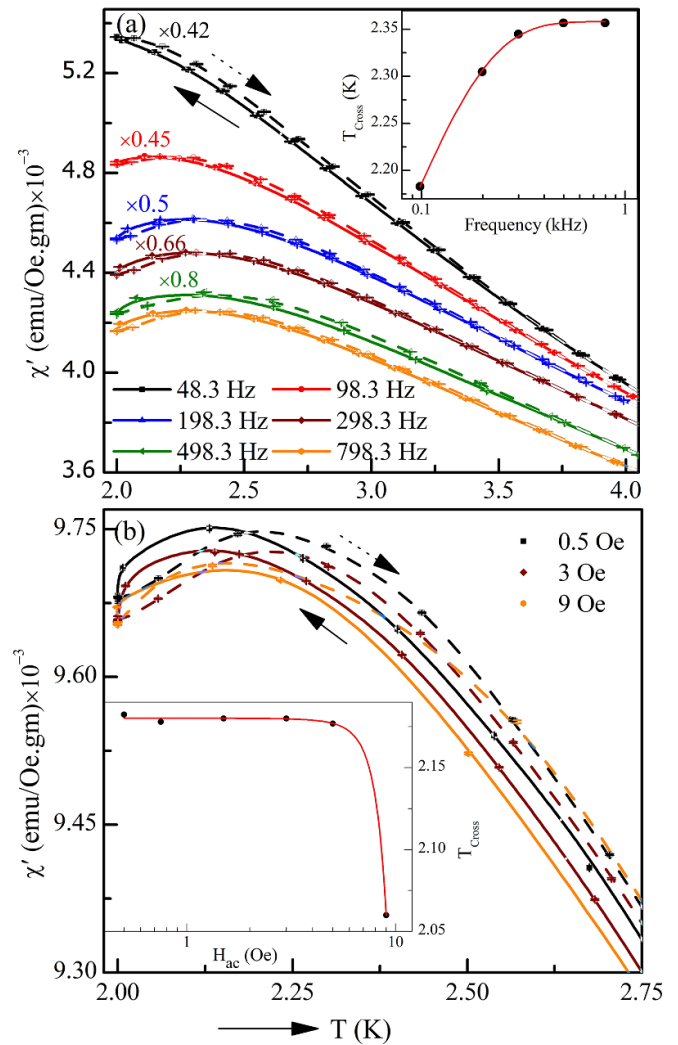 (a)
×0.42
5.2
4.8
4.4
4.0
3.6
χ′ (emu/Oe.gm)×10⁻³
×0.45
×0.5
×0.66
×0.8
48.3 Hz 98.3 Hz
198.3 Hz 298.3 Hz
498.3 Hz 798.3 Hz
2.0 2.5 3.0 3.5 4.0
2.35
2.30
2.25
2.20
T_Cross (K)
0.1 1
Frequency (kHz)
(b)
9.75
9.60
9.45
9.30
χ′ (emu/Oe.gm)×10⁻³
0.5 Oe
3 Oe
9 Oe
2.15
2.10
2.05
T_Cross
1 10
H_ac (Oe)
2.00 2.25 2.50 2.75
T (K)